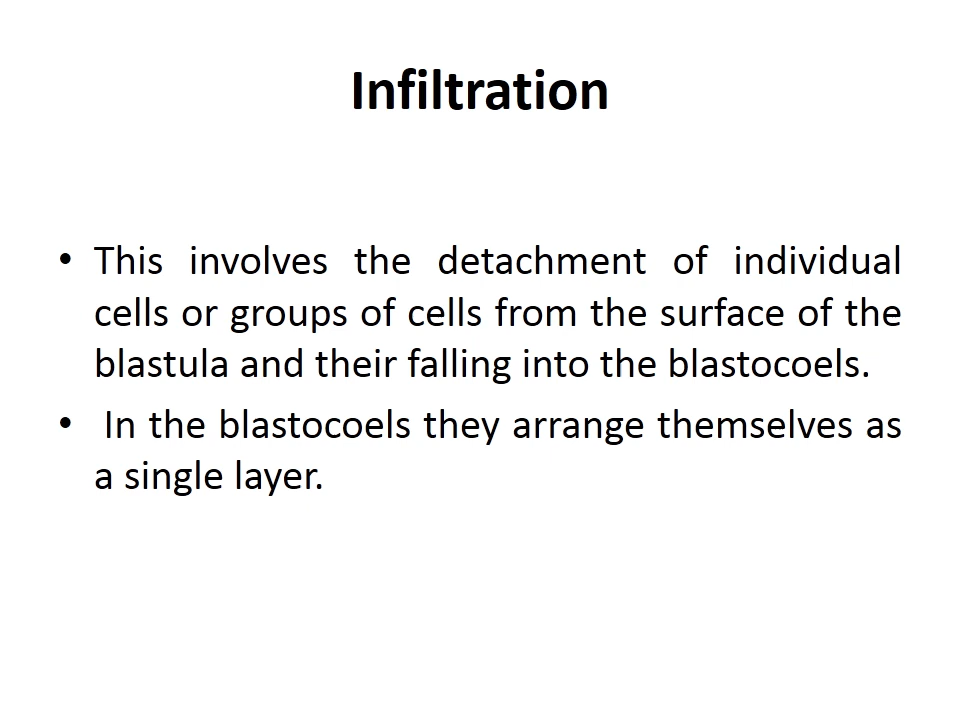 Infiltration
• This involves the detachment of individual
cells or groups of cells from the surface of the
blastula and their falling into the blastocoels.
• In the blastocoels they arrange themselves as
a single layer.